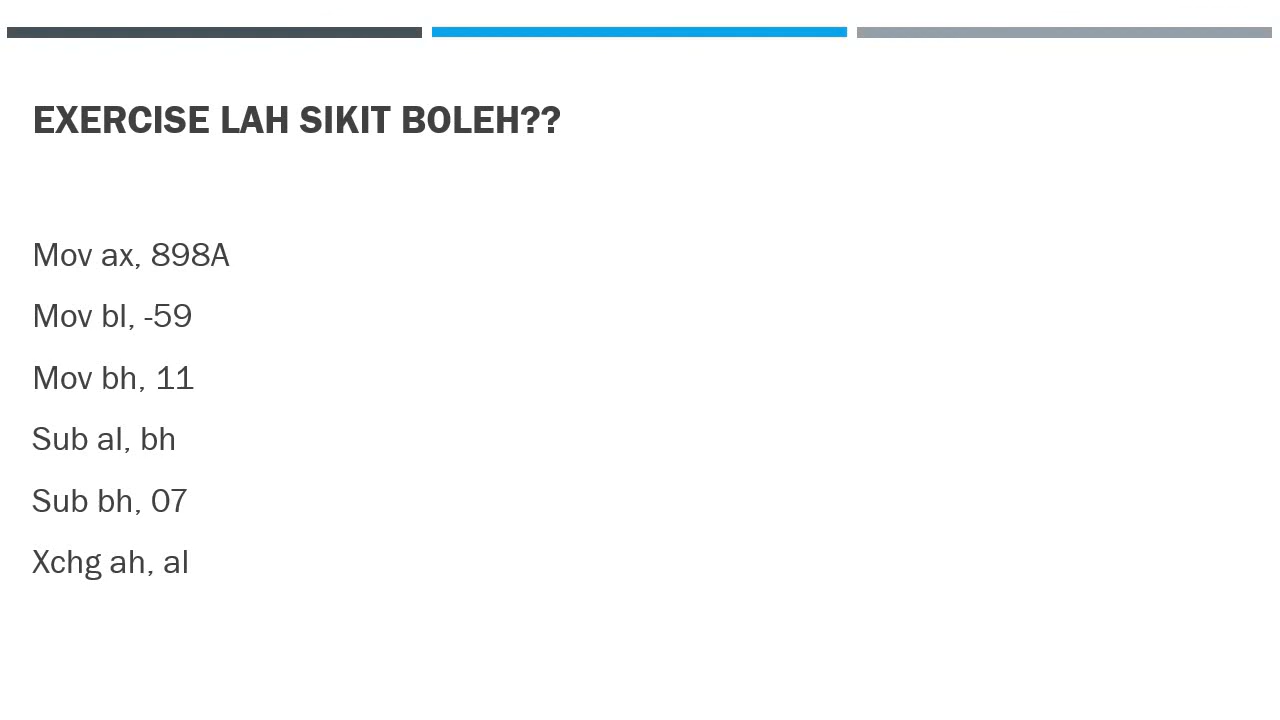 EXERCISE LAH SIKIT BOLEH??
Mov ax, 898A
Mov bl, -59
Mov bh, 11
Sub al, bh
Sub bh, 07
Xchg ah, al